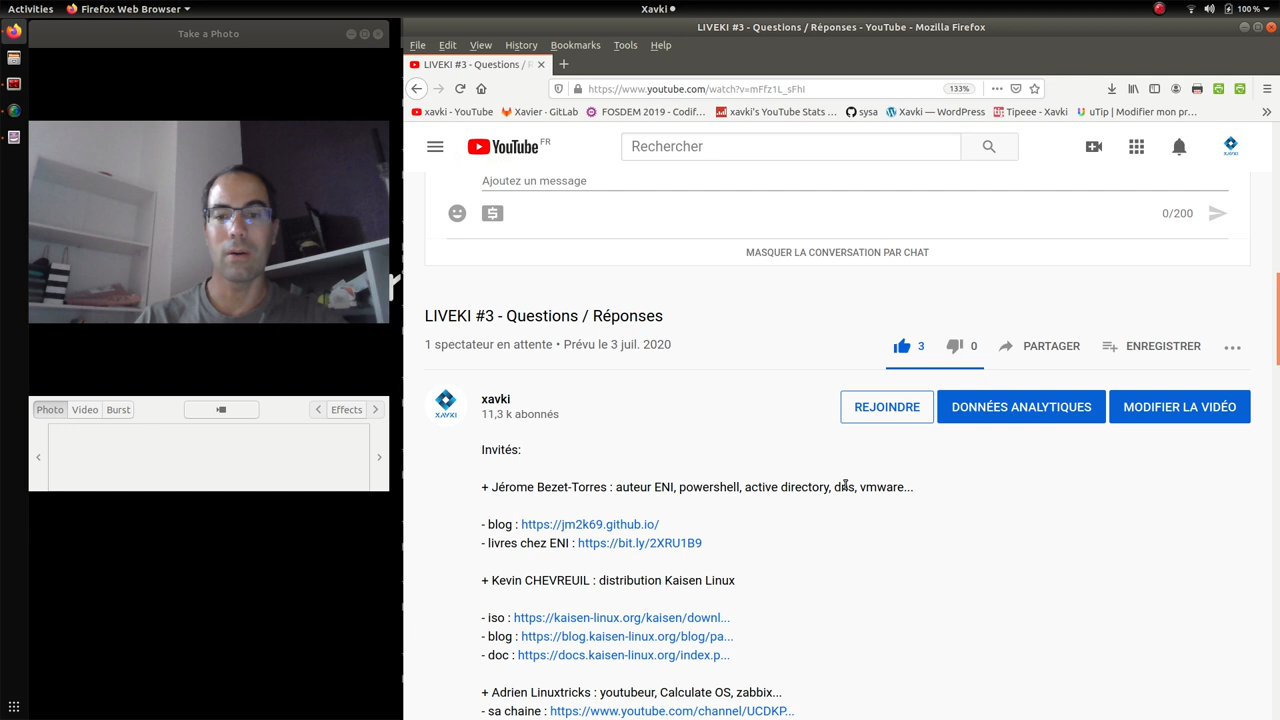 Activities
Firefox Web Browser
Xavki
100 %
Take a Photo
LIVEKI #3 - Questions / Réponses - YouTube - Mozilla Firefox
File Edit View History Bookmarks Tools Help
LIVEKI #3 - Questions / R
https://www.youtube.com/watch?v=mFfz1L_sFhI
133%
xavki - YouTube
Xavier · GitLab
FOSDEM 2019 - Codif…
xavki's YouTube Stats …
sysa
Xavki — WordPress
Tipeee - Xavki
uTip | Modifier mon pr…
YouTube FR
Rechercher
XAVKI
Ajoutez un message
0/200
MASQUER LA CONVERSATION PAR CHAT
LIVEKI #3 - Questions / Réponses
1 spectateur en attente • Prévu le 3 juil. 2020
3
0
PARTAGER
ENREGISTRER
XAVKI
xavki
11,3 k abonnés
REJOINDRE
DONNÉES ANALYTIQUES
MODIFIER LA VIDÉO
Photo Video Burst
Effects
Invités:
+ Jérome Bezet-Torres : auteur ENI, powershell, active directory, dns, vmware...
- blog : https://jm2k69.github.io/
- livres chez ENI : https://bit.ly/2XRU1B9
+ Kevin CHEVREUIL : distribution Kaisen Linux
- iso : https://kaisen-linux.org/kaisen/downl...
- blog : https://blog.kaisen-linux.org/blog/pa...
- doc : https://docs.kaisen-linux.org/index.p...
+ Adrien Linuxtricks : youtubeur, Calculate OS, zabbix...
- sa chaine : https://www.youtube.com/channel/UCDKP...